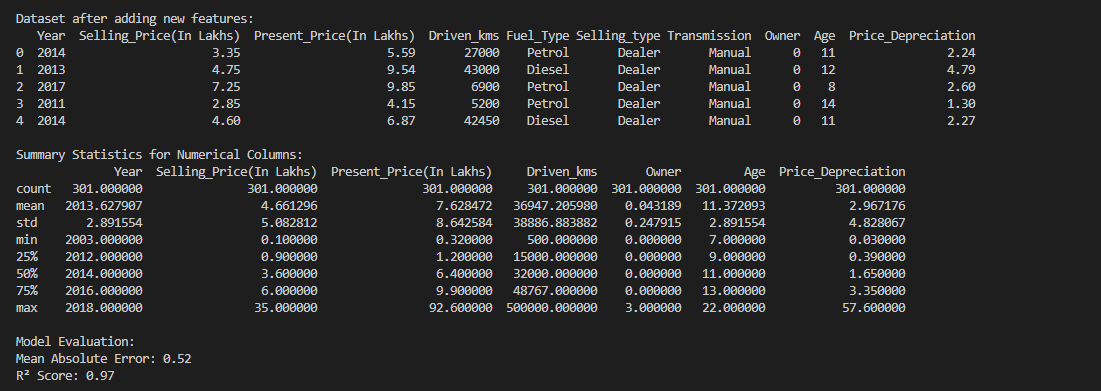 Dataset after adding new features:
Year Selling_Price(In Lakhs) Present_Price(In Lakhs) Driven_kms Fuel_Type Selling_type Transmission Owner Age Price_Depreciation
0 2014 3.35 5.59 27000 Petrol Dealer Manual 0 11 2.24
1 2013 4.75 9.54 43000 Diesel Dealer Manual 0 12 4.79
2 2017 7.25 9.85 6900 Petrol Dealer Manual 0 8 2.60
3 2011 2.85 4.15 5200 Petrol Dealer Manual 0 14 1.30
4 2014 4.60 6.87 42450 Diesel Dealer Manual 0 11 2.27
Summary Statistics for Numerical Columns:
Year Selling_Price(In Lakhs) Present_Price(In Lakhs) Driven_kms Owner Age Price_Depreciation
count 301.000000 301.000000 301.000000 301.000000 301.000000 301.000000 301.000000
mean 2013.627907 4.661296 7.628472 36947.205980 0.043189 11.372093 2.967176
std 2.891554 5.082812 8.642584 38886.883882 0.247915 2.891554 4.828067
min 2003.000000 0.100000 0.320000 500.000000 0.000000 7.000000 0.030000
25% 2012.000000 0.900000 1.200000 15000.000000 0.000000 9.000000 0.390000
50% 2014.000000 3.600000 6.400000 32000.000000 0.000000 11.000000 1.650000
75% 2016.000000 6.000000 9.900000 48767.000000 0.000000 13.000000 3.350000
max 2018.000000 35.000000 92.600000 500000.000000 3.000000 22.000000 57.600000
Model Evaluation:
Mean Absolute Error: 0.52
R² Score: 0.97